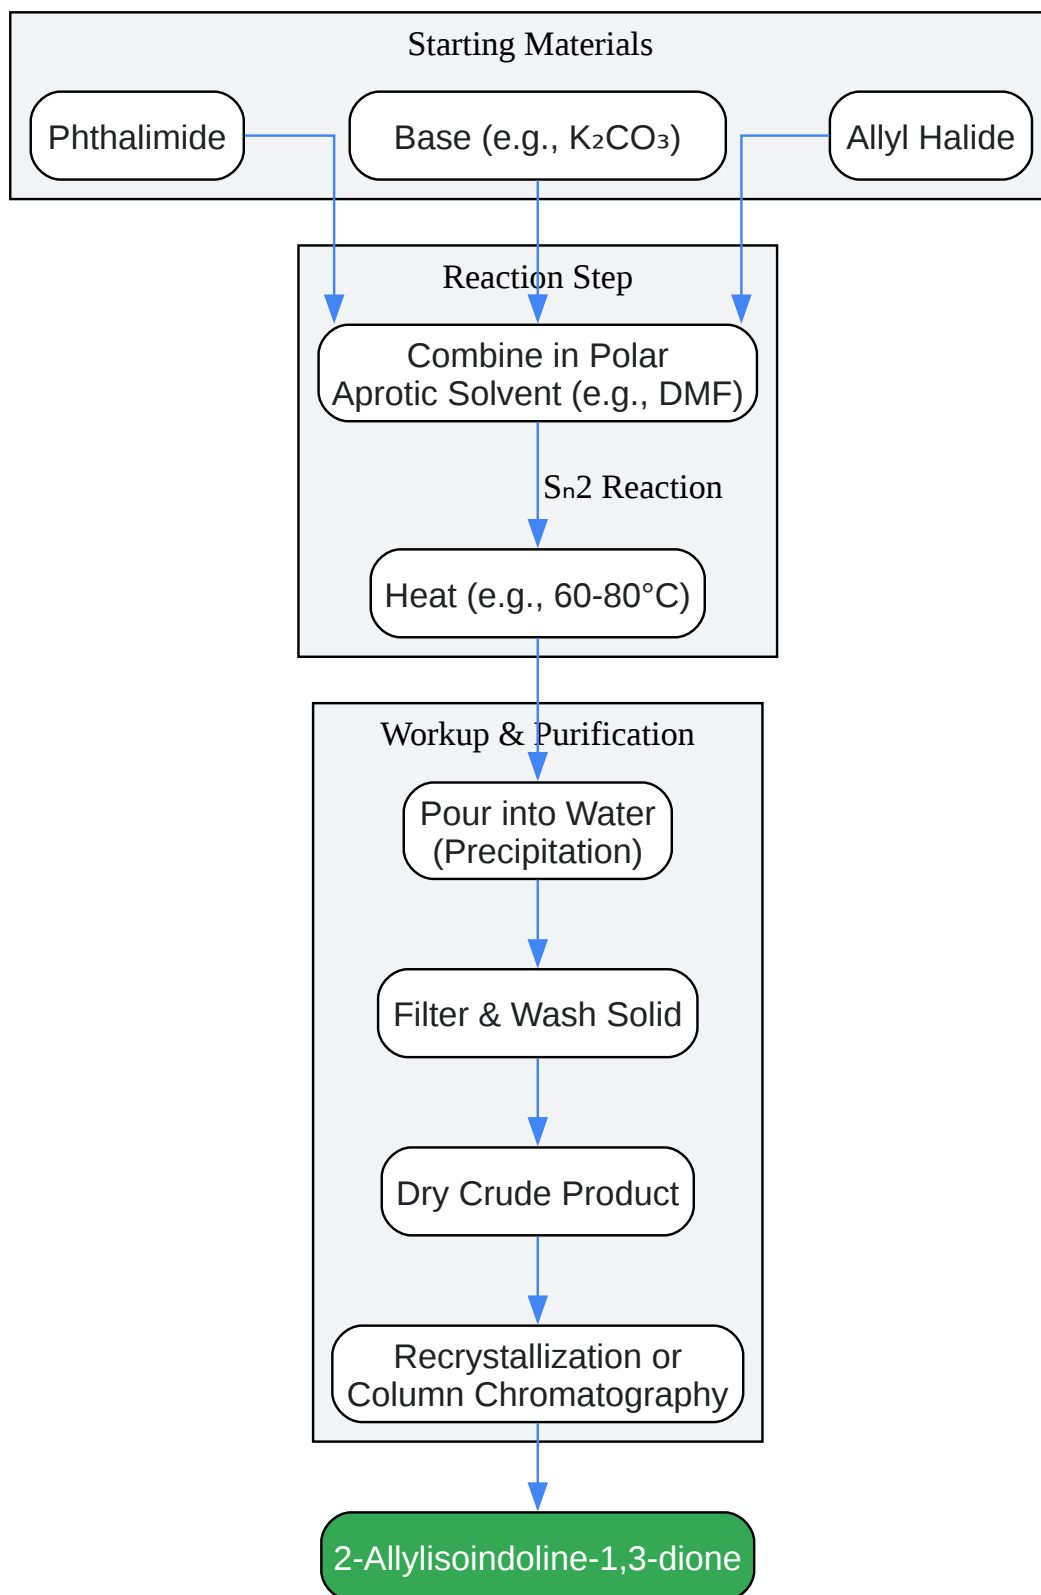 Starting Materials
Phthalimide
Base (e.g., K₂CO₃)
Allyl Halide
Reaction Step
Combine in Polar
Aprotic Solvent (e.g., DMF)
Sₙ2 Reaction
Heat (e.g., 60-80°C)
Workup & Purification
Pour into Water
(Precipitation)
Filter & Wash Solid
Dry Crude Product
Recrystallization or
Column Chromatography
2-Allylisoindoline-1,3-dione